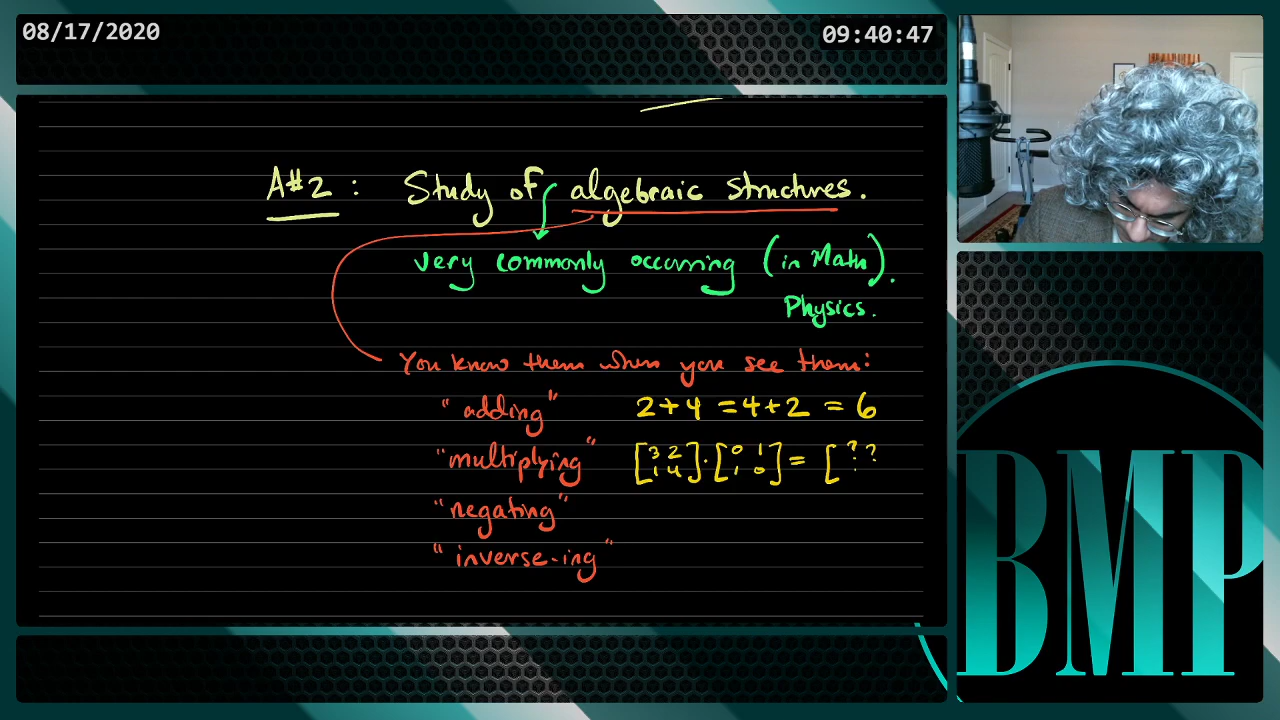 08/17/2020
09:40:47
A#2 : Study of algebraic structures.
very commonly occurring (in Math).
Physics.
You know them when you see them:
"adding" 2+4 =4+2 = 6
"multiplying" [3 2 1 4]·[0 1 1 0]= [? ? ?
"negating"
"inverse-ing"
BMP